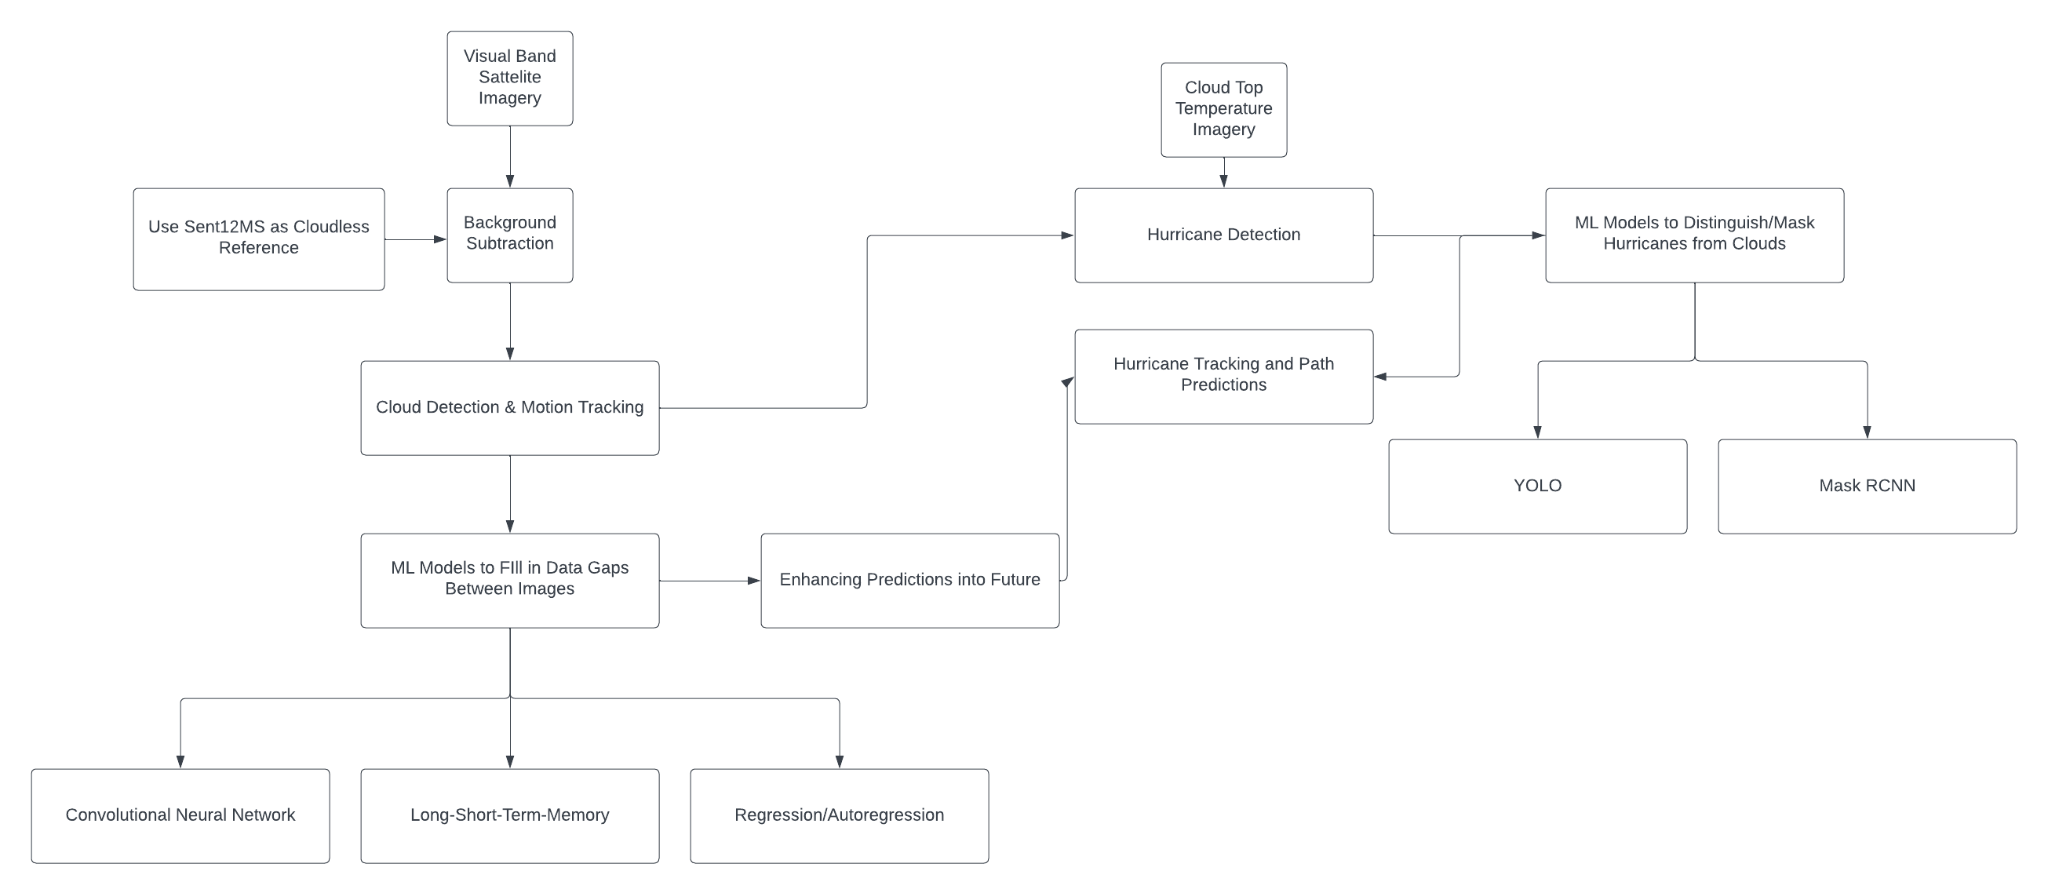 Visual Band
Sattelite
Imagery
Cloud Top
Temperature
Imagery
Use Sent12MS as Cloudless
Reference
Background
Subtraction
Hurricane Detection
ML Models to Distinguish/Mask
Hurricanes from Clouds
Cloud Detection & Motion Tracking
Hurricane Tracking and Path
Predictions
YOLO
Mask RCNN
ML Models to FIll in Data Gaps
Between Images
Enhancing Predictions into Future
Convolutional Neural Network
Long-Short-Term-Memory
Regression/Autoregression